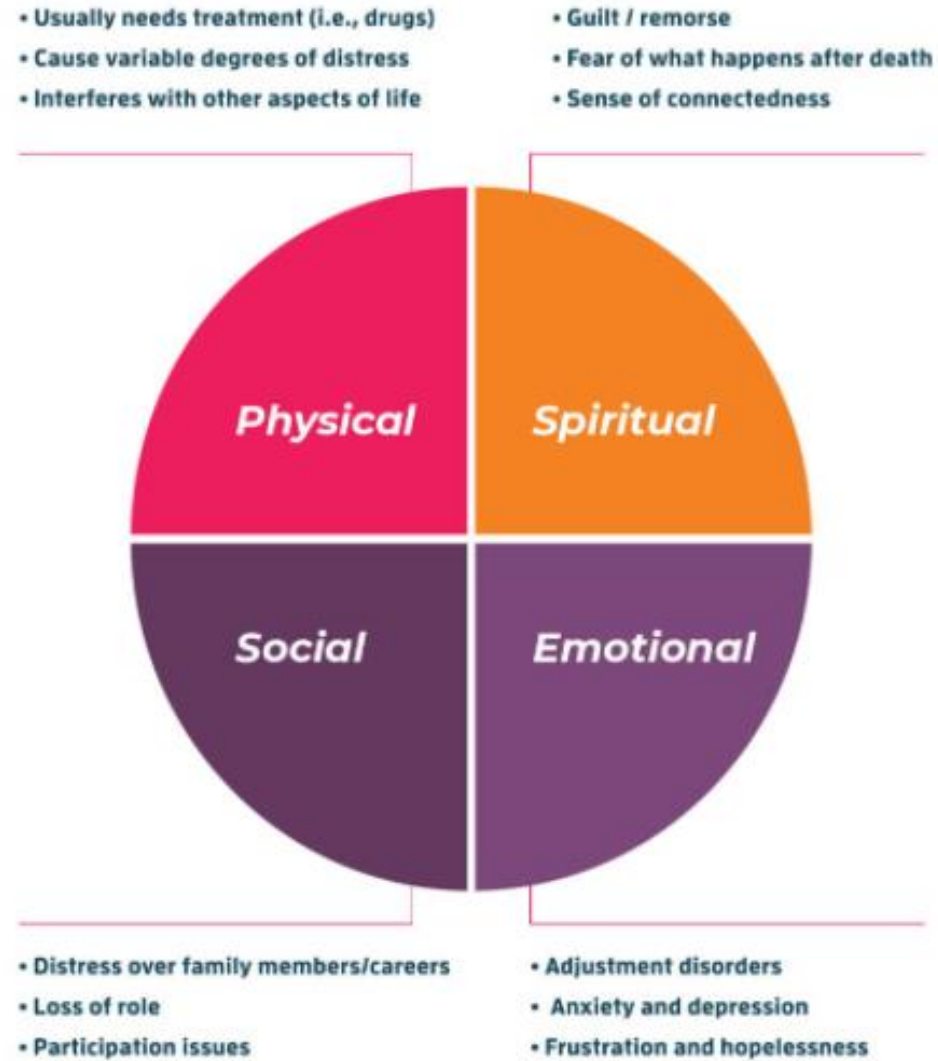 • Usually needs treatment (i.e., drugs)
• Cause variable degrees of distress
• Interferes with other aspects of life
• Guilt / remorse
• Fear of what happens after death
• Sense of connectedness
Physical
Spiritual
Social
Emotional
• Distress over family members/careers
• Loss of role
• Participation issues
• Adjustment disorders
• Anxiety and depression
• Frustration and hopelessness